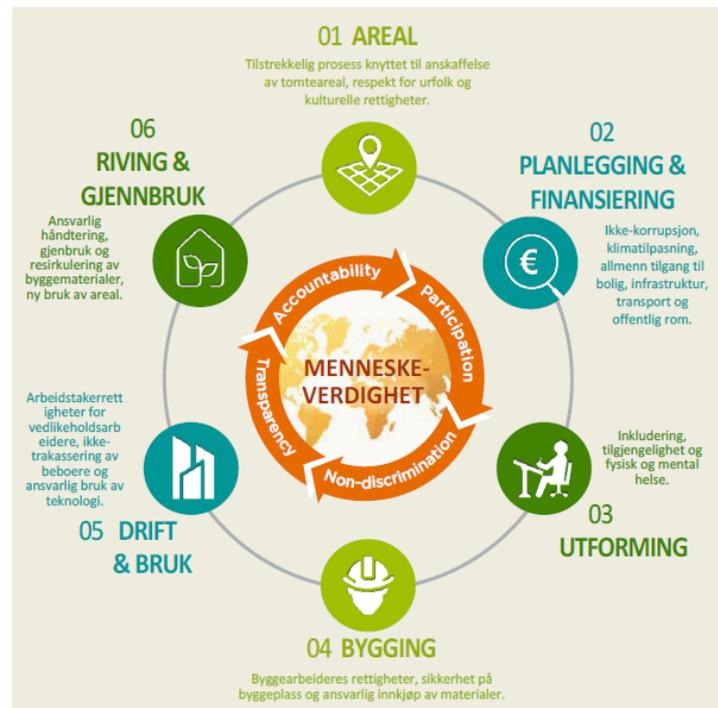 01 AREAL
Tilstrekkelig prosess knyttet til anskaffelse
av tomteareal, respekt for urfolk og
kulturelle rettigheter.
02
PLANLEGGING &
FINANSIERING
Ikke-korrupsjon,
klimatilpasning,
allmenn tilgang til
bolig, infrastruktur,
transport og
offentlig rom.
€
Inkludering,
tilgjengelighet og
fysisk og mental
helse.
03
UTFORMING
04 BYGGING
Byggearbeideres rettigheter, sikkerhet på
byggeplass og ansvarlig innkjøp av materialer.
Arbeidstakerrett
igheter for
vedlikeholdsarb
eidere, ikke-
trakassering av
beboere og
ansvarlig bruk av
teknologi.
05 DRIFT
& BRUK
06
RIVING &
GJENNBRUK
Ansvarlig
håndtering,
gjenbruk og
resirkulering av
byggematerialer,
ny bruk av areal.
Accountability
Participation
Non-discrimination
Transparency
MENNESKE-
VERDIGHET